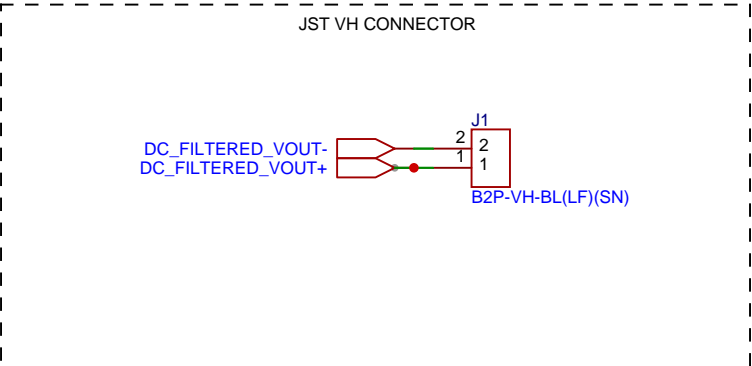 JST VH CONNECTOR
J1
DC_FILTERED_VOUT- 2 2
DC_FILTERED_VOUT+ 1 1
B2P-VH-BL(LF)(SN)